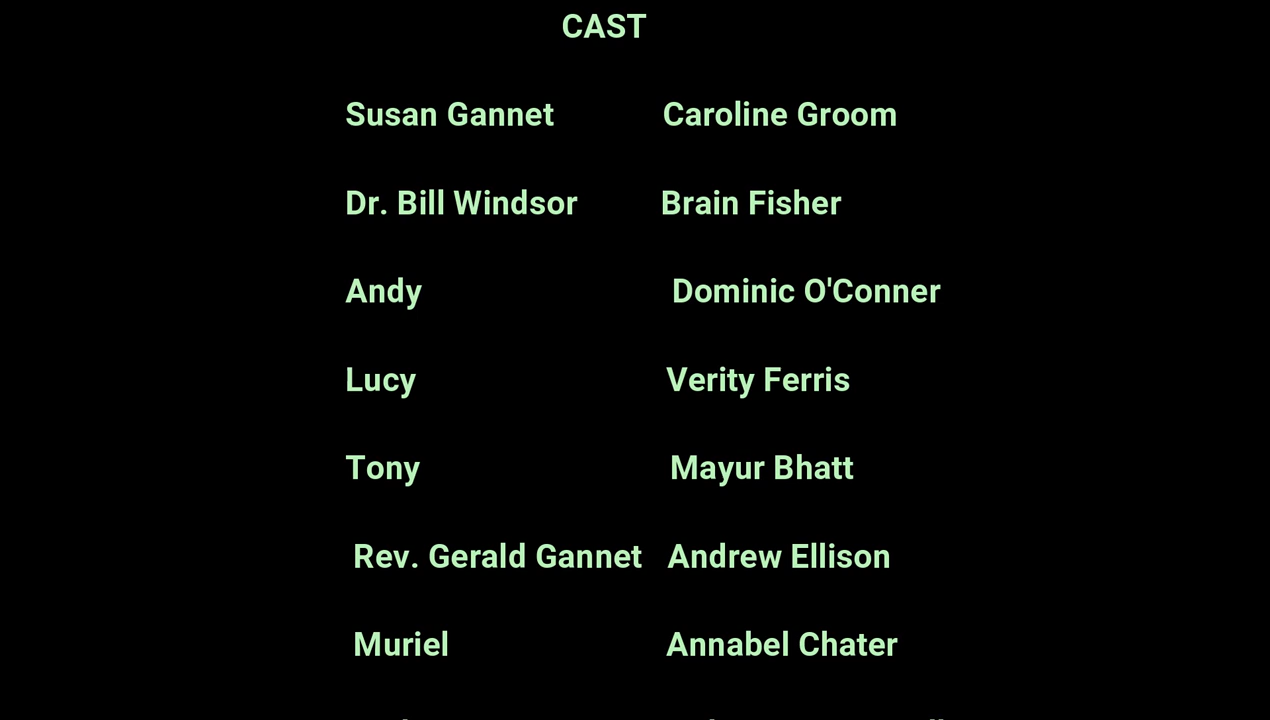 CAST
Susan Gannet Caroline Groom
Dr. Bill Windsor Brain Fisher
Andy Dominic O'Conner
Lucy Verity Ferris
Tony Mayur Bhatt
Rev. Gerald Gannet Andrew Ellison
Muriel Annabel Chater